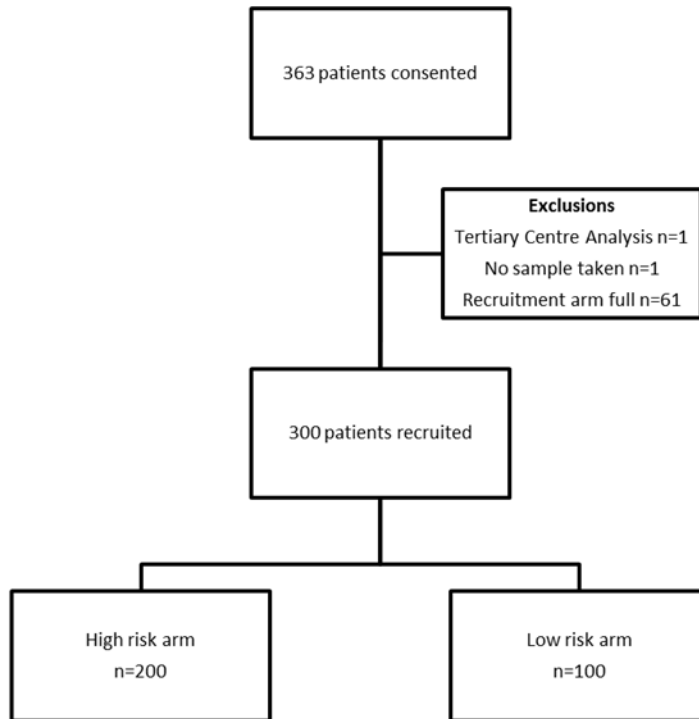 363 patients consented
Exclusions
Tertiary Centre Analysis n=1
No sample taken n=1
Recruitment arm full n=61
300 patients recruited
High risk arm
n=200
Low risk arm
n=100